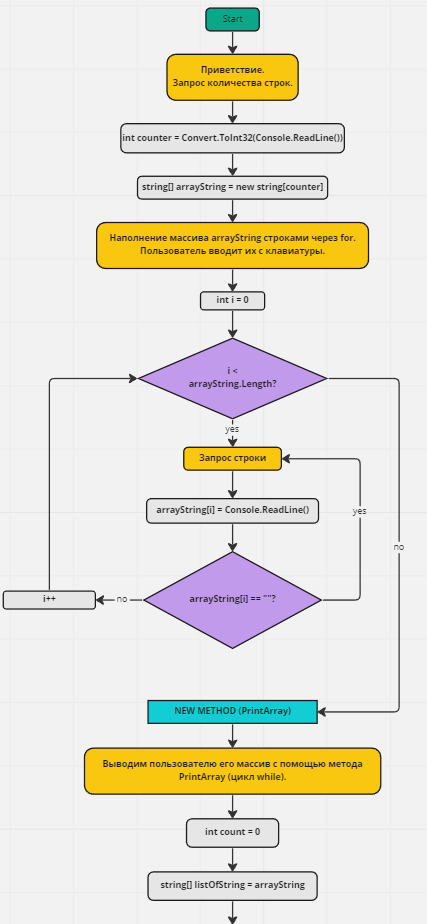 Start
Приветствие.
Запрос количества строк.
int counter = Convert.ToInt32(Console.ReadLine())
string[] arrayString = new string[counter]
Наполнение массива arrayString строками через for.
Пользователь вводит их с клавиатуры.
int i = 0
i <
arrayString.Length?
yes
Запрос строки
arrayString[i] = Console.ReadLine()
yes
no
arrayString[i] == ""?
no
i++
NEW METHOD (PrintArray)
Выводим пользователю его массив с помощью метода
PrintArray (цикл while).
int count = 0
string[] listOfString = arrayString